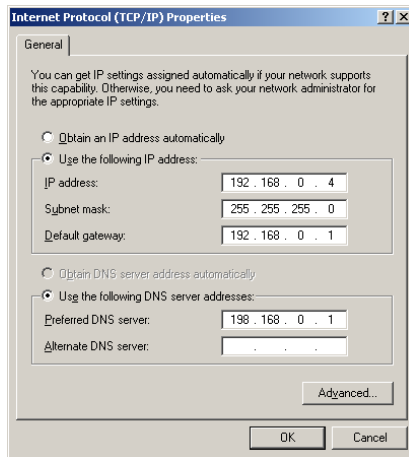 Internet Protocol (TCP/IP) Properties
General
You can get IP settings assigned automatically if your network supports
this capability. Otherwise, you need to ask your network administrator for
the appropriate IP settings.
Obtain an IP address automatically
Use the following IP address:
IP address: 192 . 168 . 0 . 4
Subnet mask: 255 . 255 . 255 . 0
Default gateway: 192 . 168 . 0 . 1
Obtain DNS server address automatically
Use the following DNS server addresses:
Preferred DNS server: 198 . 168 . 0 . 1
Alternate DNS server: . . .
Advanced...
OK Cancel